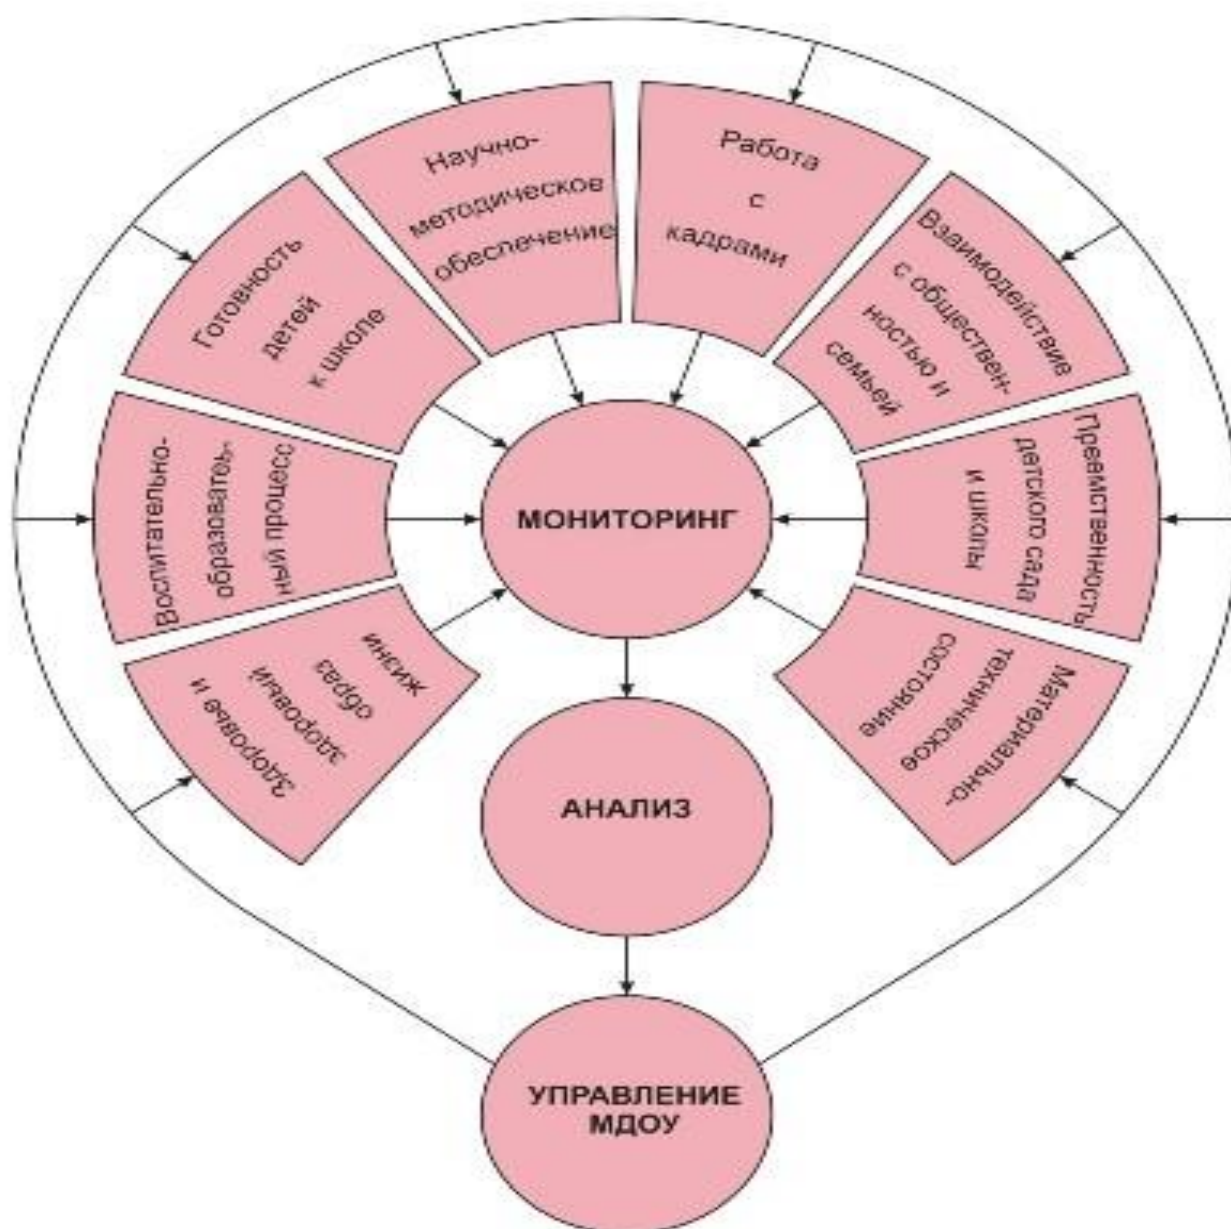 Научно-
методическое
обеспечение
Работа
с
кадрами
Готовность
детей
к школе
Взаимодействие
с обществен-
ностью и
семьей
Воспитательно-
образователь-
ный процесс
Преемственность
детского сада
и школы
Здоровье и
здоровый
образ
жизни
Материально-
техническое
состояние
МОНИТОРИНГ
АНАЛИЗ
УПРАВЛЕНИЕ
МДОУ